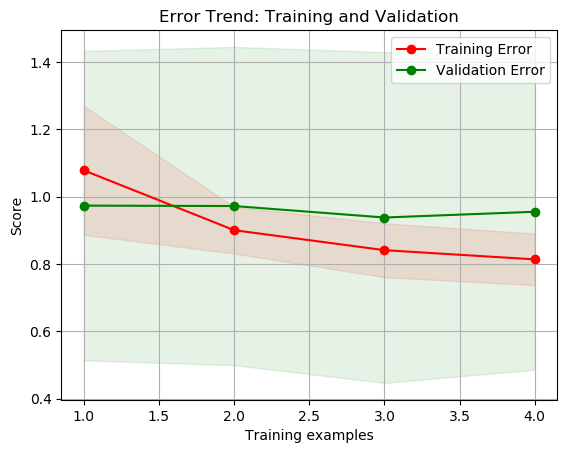 Error Trend: Training and Validation
Training Error
Validation Error
Score
1.4
1.2
1.0
0.8
0.6
0.4
1.0 1.5 2.0 2.5 3.0 3.5 4.0
Training examples